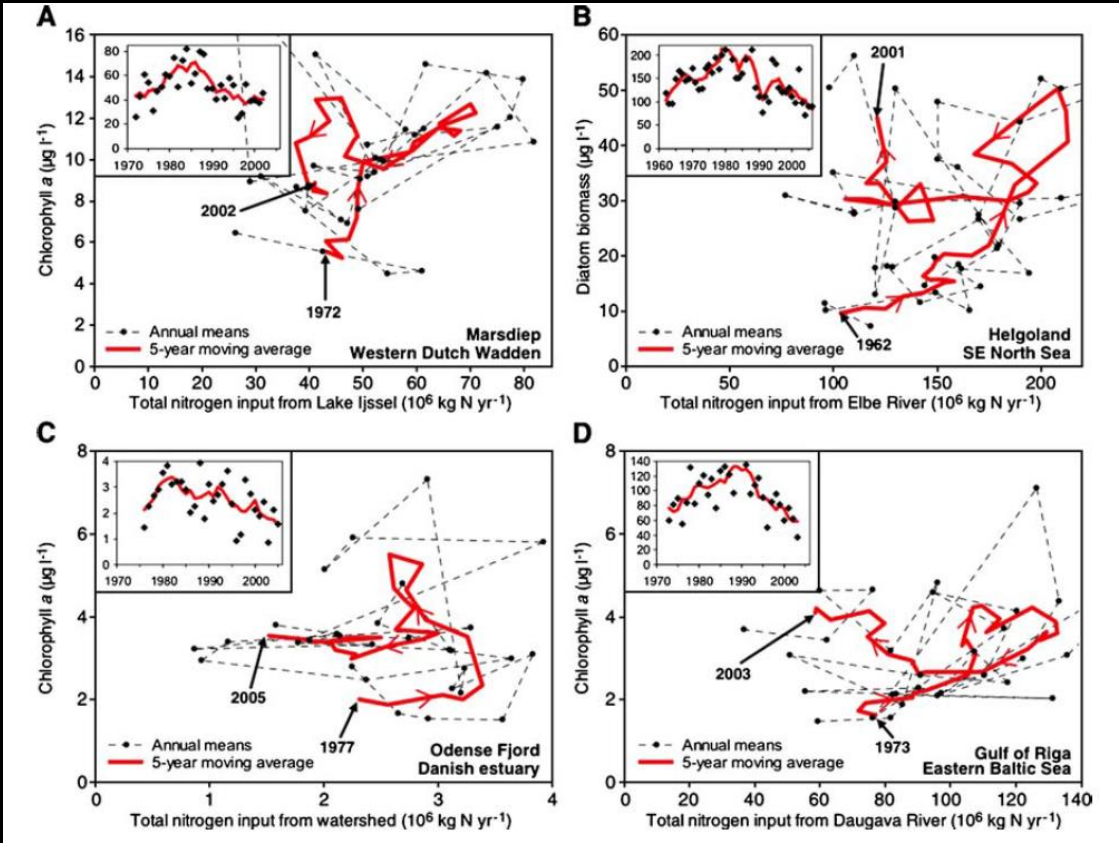 A
Chlorophyll a (µg l-1)
16
14
12
10
8
6
4
2
0
80
60
40
20
0
1970 1980 1990 2000
2002
1972
Annual means
5-year moving average
Marsdiep
Western Dutch Wadden
0 10 20 30 40 50 60 70 80
Total nitrogen input from Lake Ijssel (10⁶ kg N yr⁻¹)
B
Diatom biomass (µg l-1)
60
50
40
30
20
10
0
200
150
100
50
0
1960 1970 1980 1990 2000
2001
1962
Annual means
5-year moving average
Helgoland
SE North Sea
0 50 100 150 200
Total nitrogen input from Elbe River (10⁶ kg N yr⁻¹)
C
Chlorophyll a (µg l-1)
8
6
4
2
0
4
3
2
1
0
1970 1980 1990 2000
2005
1977
Annual means
5-year moving average
Odense Fjord
Danish estuary
0 1 2 3 4
Total nitrogen input from watershed (10⁶ kg N yr⁻¹)
D
Chlorophyll a (µg l-1)
8
6
4
2
0
140
120
100
80
60
40
20
0
1970 1980 1990 2000
2003
1973
Annual means
5-year moving average
Gulf of Riga
Eastern Baltic Sea
0 20 40 60 80 100 120 140
Total nitrogen input from Daugava River (10⁶ kg N yr⁻¹)